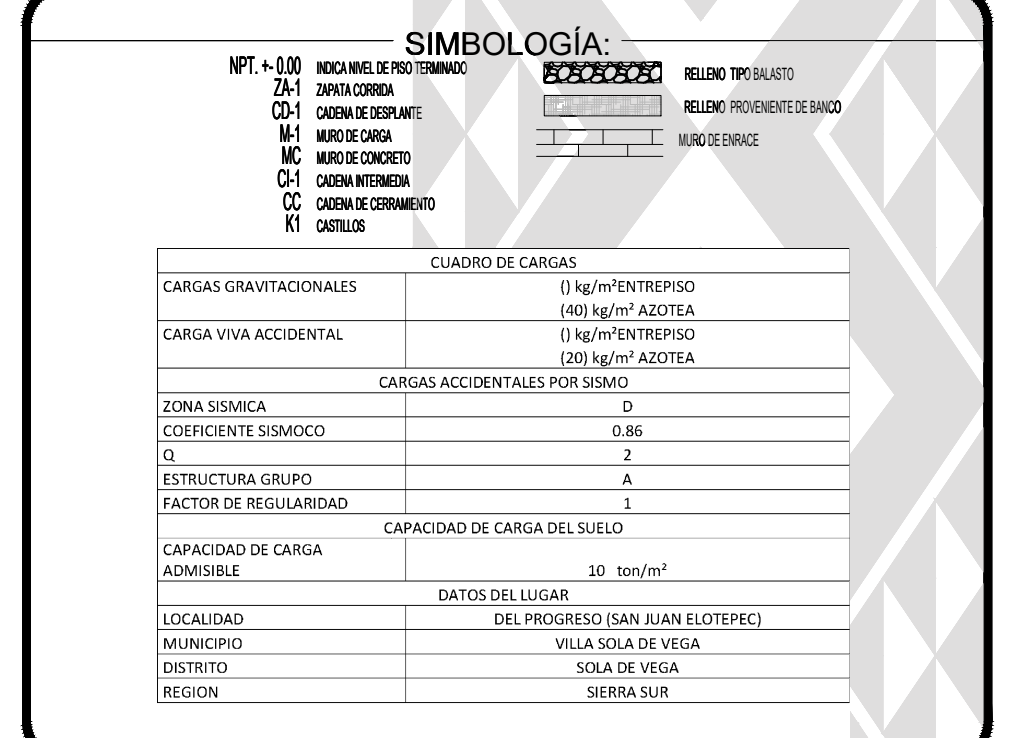 SIMBOLOGÍA:
NPT. +- 0.00 INDICA NIVEL DE PISO TERMINADO
ZA-1 ZAPATA CORRIDA
CD-1 CADENA DE DESPLANTE
M-1 MURO DE CARGA
MC MURO DE CONCRETO
CI-1 CADENA INTERMEDIA
CC CADENA DE CERRAMIENTO
K1 CASTILLOS
RELLENO TIPO BALASTO
RELLENO PROVENIENTE DE BANCO
MURO DE ENRACE
CUADRO DE CARGAS
CARGAS GRAVITACIONALES () kg/m²ENTREPISO
(40) kg/m² AZOTEA
CARGA VIVA ACCIDENTAL () kg/m²ENTREPISO
(20) kg/m² AZOTEA
CARGAS ACCIDENTALES POR SISMO
ZONA SISMICA D
COEFICIENTE SISMOCO 0.86
Q 2
ESTRUCTURA GRUPO A
FACTOR DE REGULARIDAD 1
CAPACIDAD DE CARGA DEL SUELO
CAPACIDAD DE CARGA
ADMISIBLE 10 ton/m²
DATOS DEL LUGAR
LOCALIDAD DEL PROGRESO (SAN JUAN ELOTEPEC)
MUNICIPIO VILLA SOLA DE VEGA
DISTRITO SOLA DE VEGA
REGION SIERRA SUR